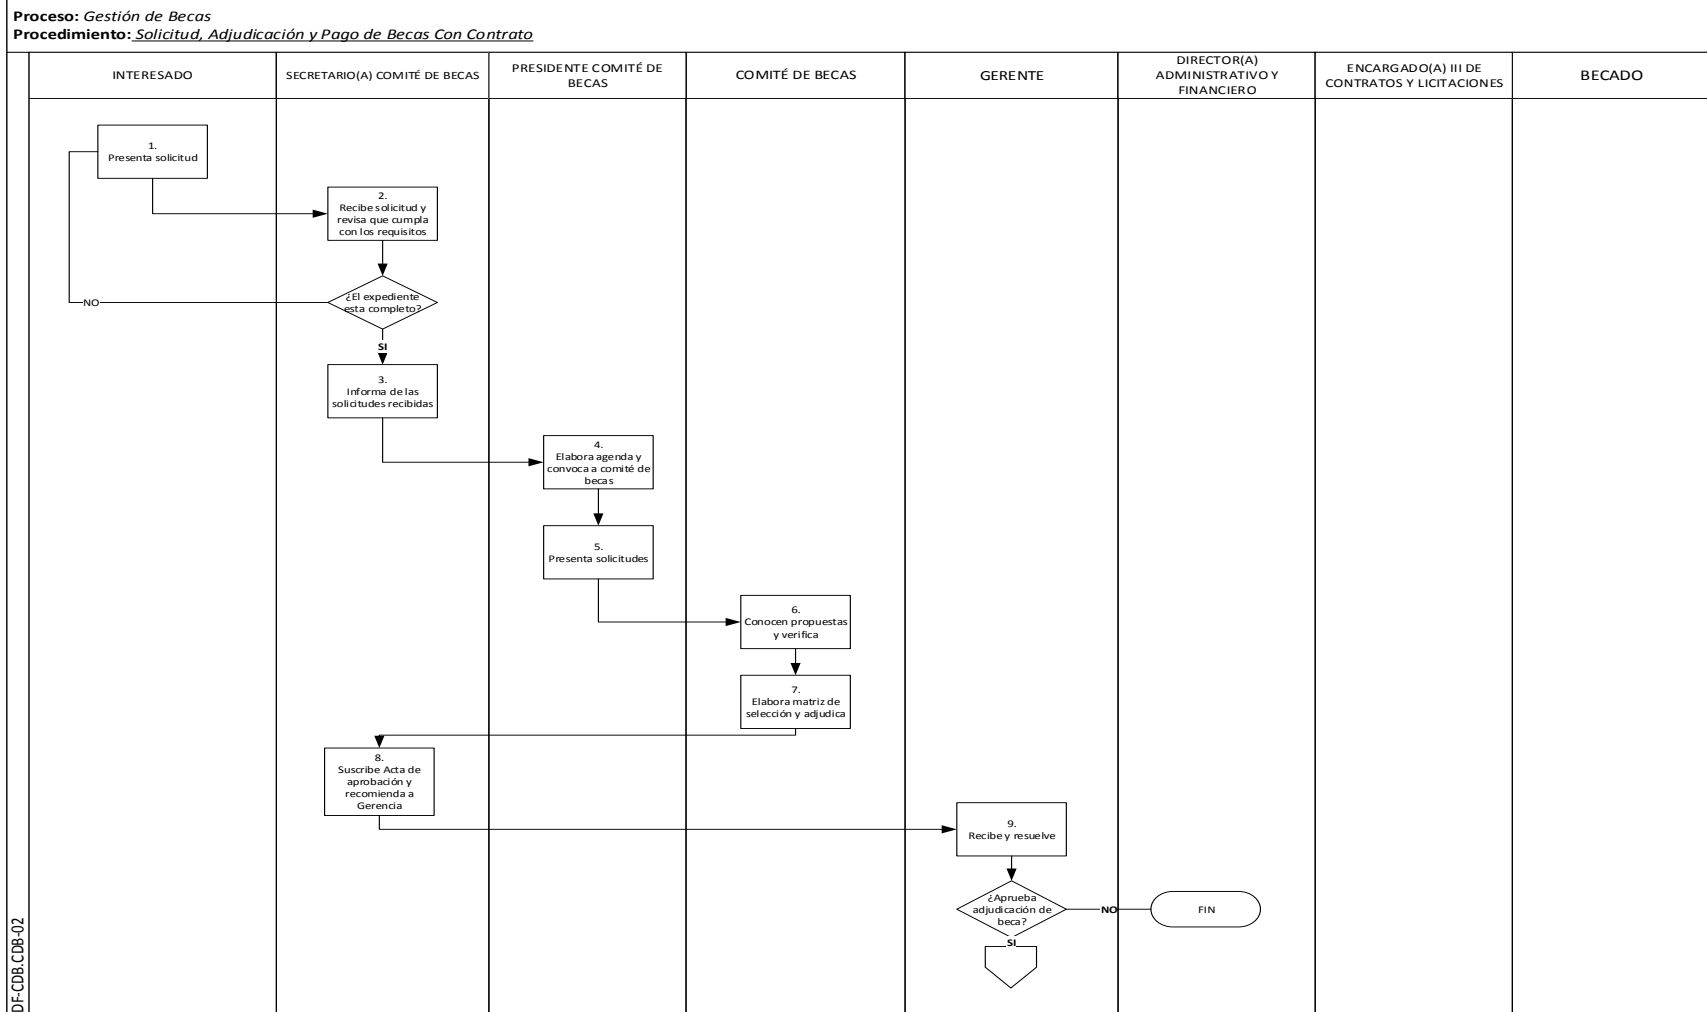 Proceso: Gestión de Becas
Procedimiento: Solicitud, Adjudicación y Pago de Becas Con Contrato
INTERESADO
SECRETARIO(A) COMITÉ DE BECAS
PRESIDENTE COMITÉ DE
BECAS
COMITÉ DE BECAS
GERENTE
DIRECTOR(A)
ADMINISTRATIVO Y
FINANCIERO
ENCARGADO(A) III DE
CONTRATOS Y LICITACIONES
BECADO
1.
Presenta solicitud
2.
Recibe solicitud y
revisa que cumpla
con los requisitos
¿El expediente
esta completo?
NO
SI
3.
Informa de las
solicitudes recibidas
4.
Elabora agenda y
convoca a comité de
becas
5.
Presenta solicitudes
6.
Conocen propuestas
y verifica
7.
Elabora matriz de
selección y adjudica
8.
Suscribe Acta de
aprobación y
recomienda a
Gerencia
9.
Recibe y resuelve
¿Aprueba
adjudicación de
beca?
NO
FIN
SI
DF-CDB.CDB-02